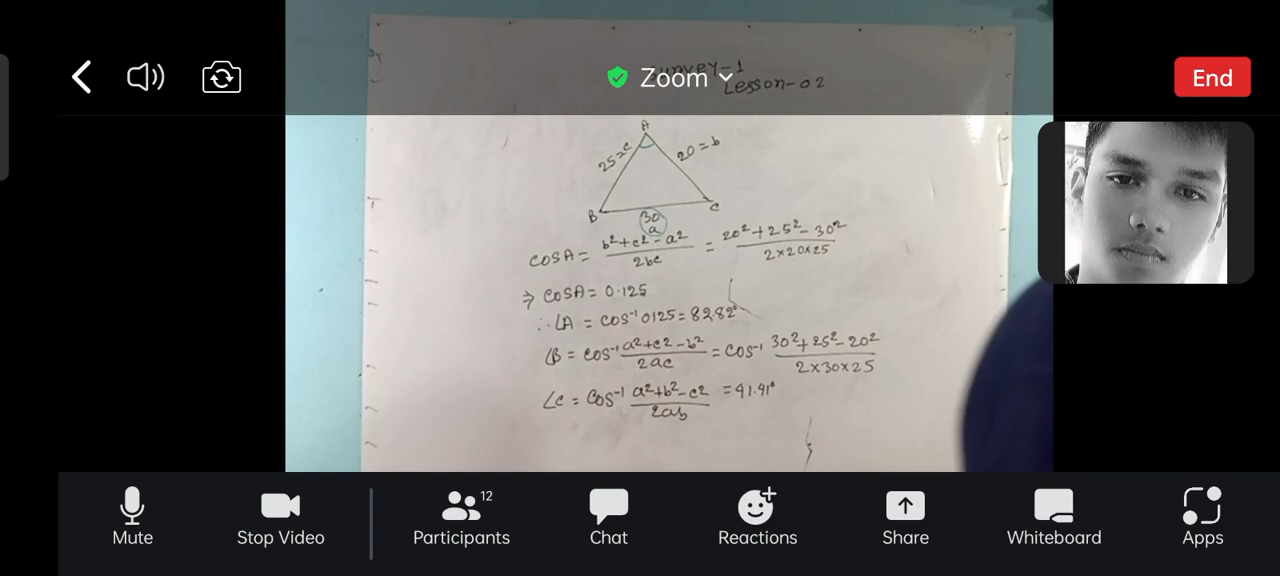 Survey-1
Zoom
Lesson-02
End
A
25=c
20=b
B
30
a
C
COSA = b²+c²-a² / 2bc = 20²+25²-30² / 2×20×25
⇒ COSA = 0.125
∴ ∠A = COS⁻¹ 0125 = 82.82°
∠B = COS⁻¹ a²+c²-b² / 2ac = COS⁻¹ 30²+25²-20² / 2×30×25
∠C = COS⁻¹ a²+b²-c² / 2ab = 41.41°
Mute
Stop Video
Participants
12
Chat
Reactions
Share
Whiteboard
Apps